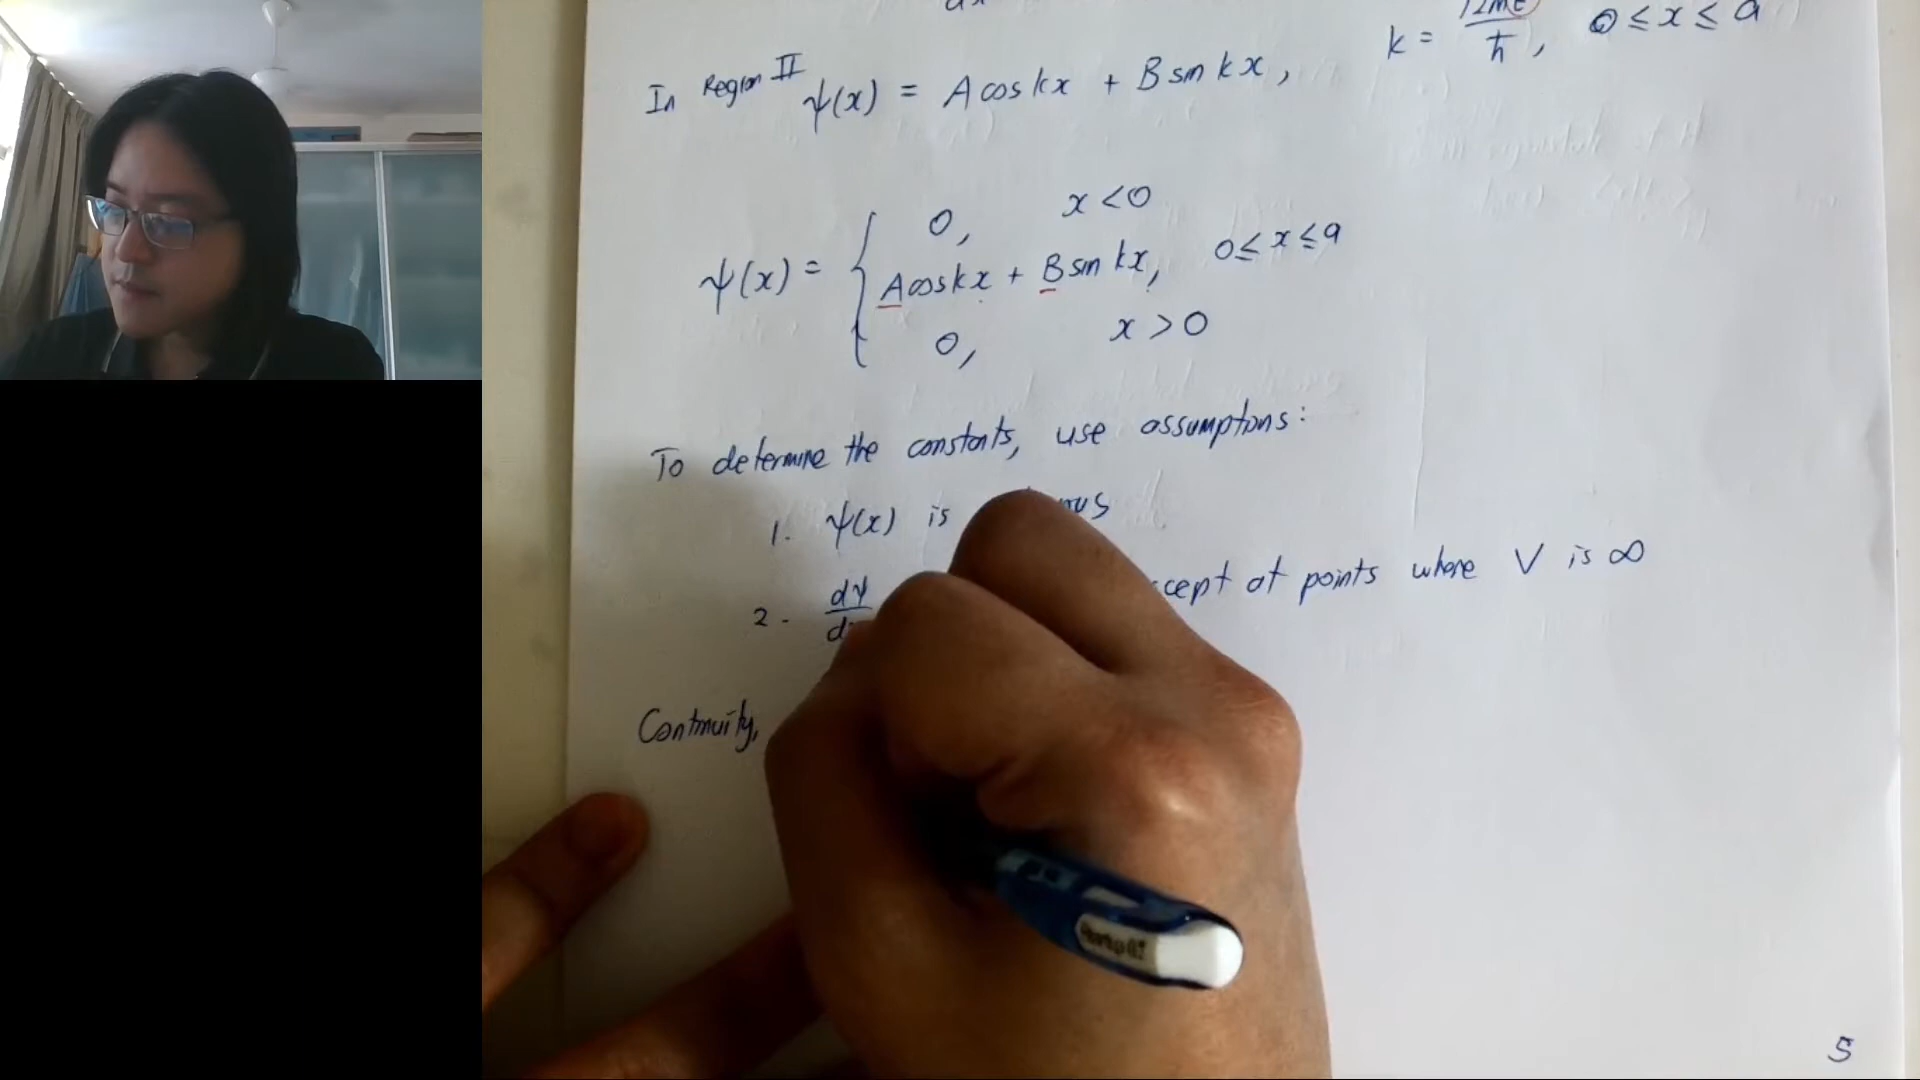 k = √2mE / ħ, 0 ≤ x ≤ a
In Region II ψ(x) = A cos kx + B sin kx,
0, x < 0
ψ(x) = { A cos kx + B sin kx, 0 ≤ x ≤ a
0, x > 0
To determine the constants, use assumptions:
1. ψ(x) is
2. dψ/d at points where V is ∞
Continuity,
5